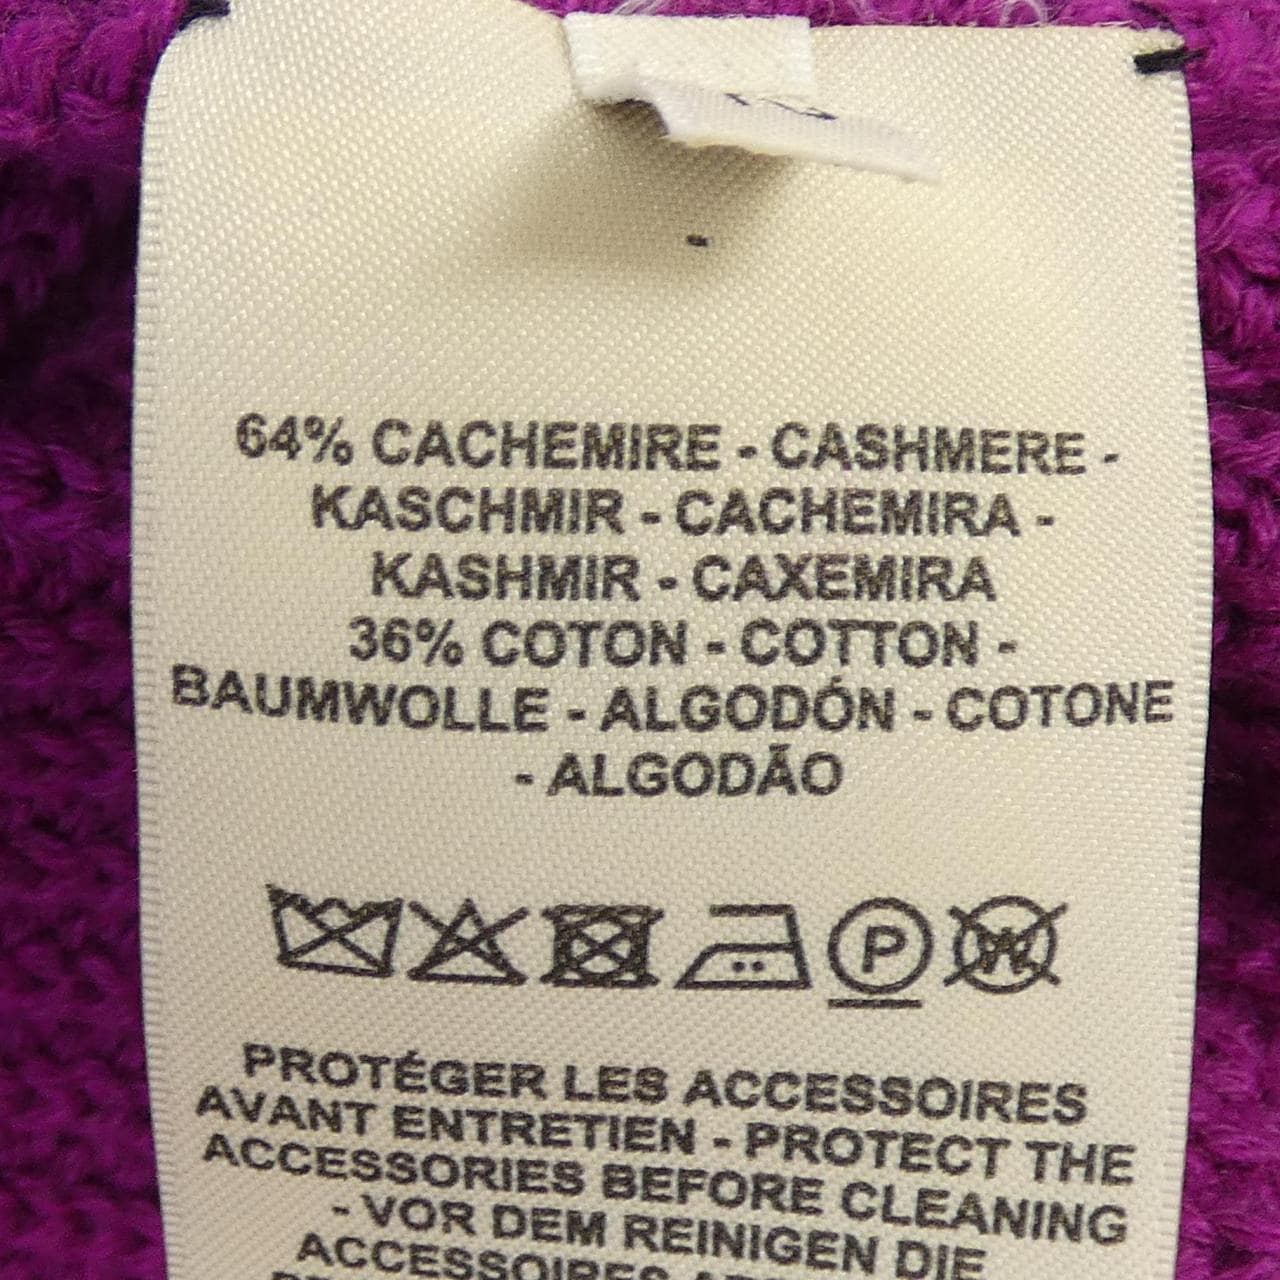 64% CACHEMIRE - CASHMERE -
KASCHMIR - CACHEMIRA -
KASHMIR - CAXEMIRA
36% COTON - COTTON -
BAUMWOLLE - ALGODÓN - COTONE
- ALGODÃO
P W
PROTÉGER LES ACCESSOIRES
AVANT ENTRETIEN - PROTECT THE
ACCESSORIES BEFORE CLEANING
- VOR DEM REINIGEN DIE
ACCESSOIRES